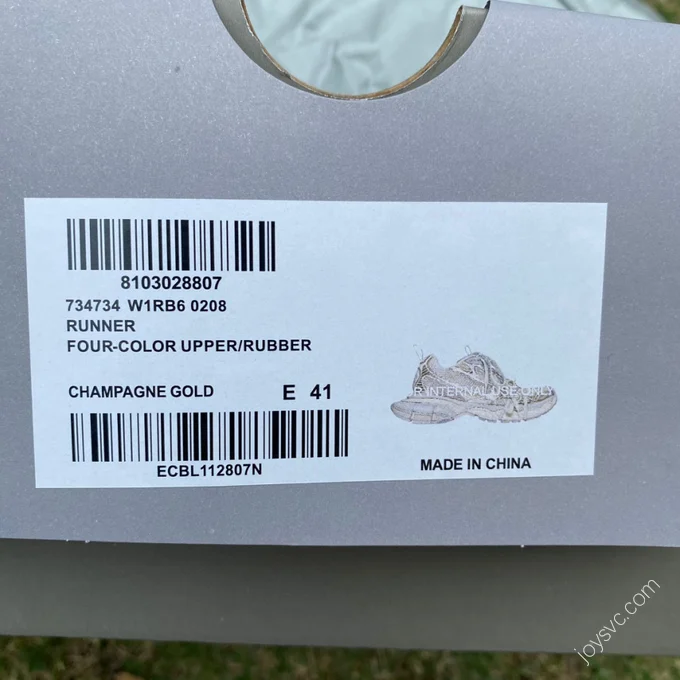 8103028807
734734 W1RB6 0208
RUNNER
FOUR-COLOR UPPER/RUBBER
CHAMPAGNE GOLD E 41
R INTERNAL USE ONLY
ECBL112807N
MADE IN CHINA
joysvc.com